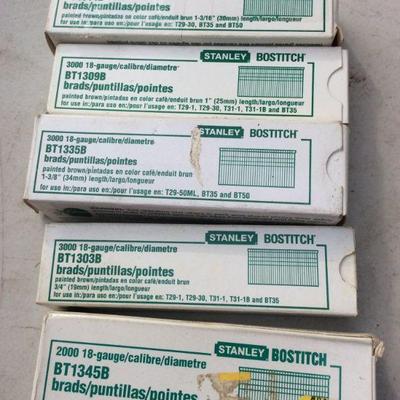 brads/puntillas/pointes
painted brown/pintadas en color café/enduit brun 1-3/16" (30mm) length/largo/longueur
for use in:/para uso en:/pour l'usage en: T29-30, BT35 and BT50
STANLEY BOSTITCH
3000 18-gauge/calibre/diametre
BT1309B
brads/puntillas/pointes
painted brown/pintadas en color café/enduit brun 1" (25mm) length/largo/longueur
for use in:/para uso en:/pour l'usage en: T29-1, T29-30, T31-1, T31-1B and BT35
STANLEY BOSTITCH
3000 18-gauge/calibre/diametre
BT1335B
brads/puntillas/pointes
painted brown/pintadas en color café/enduit brun
1-3/8" (34mm) length/largo/longueur
for use in:/para uso en:/pour l'usage en: T29-50ML, BT35 and BT50
STANLEY BOSTITCH
3000 18-gauge/calibre/diametre
BT1303B
brads/puntillas/pointes
painted brown/pintadas en color café/enduit brun
3/4" (19mm) length/largo/longueur
for use in:/para uso en:/pour l'usage en: T29-1, T29-30, T31-1, T31-1B and BT35
STANLEY BOSTITCH
2000 18-gauge/calibre/diametre
BT1345B
brads/puntillas/pointes